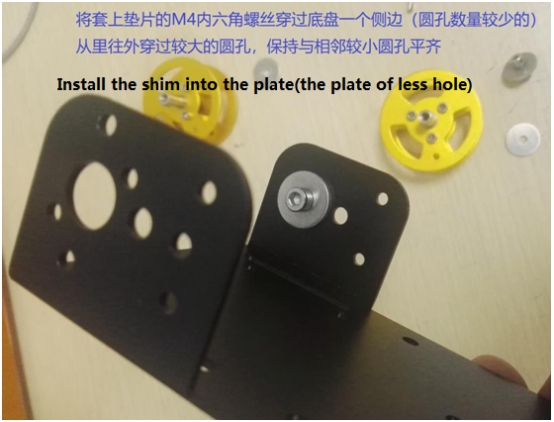 将套上垫片的M4内六角螺丝穿过底盘一个侧边（圆孔数量较少的）
从里往外穿过较大的圆孔，保持与相邻较小圆孔平齐
Install the shim into the plate(the plate of less hole)